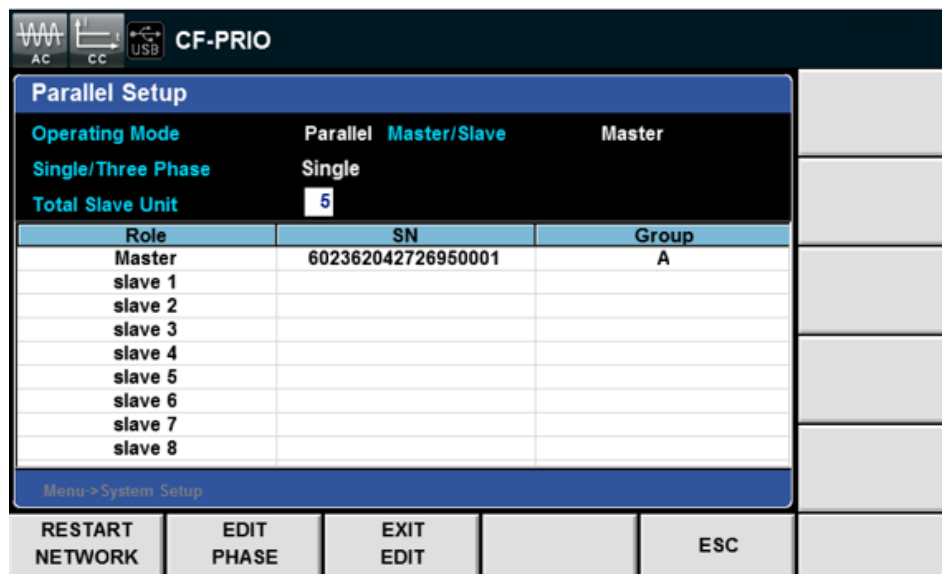 AC CC USB CF-PRIO
Parallel Setup
Operating Mode Parallel Master/Slave Master
Single/Three Phase Single
Total Slave Unit 5
Role SN Group
Master 602362042726950001 A
slave 1
slave 2
slave 3
slave 4
slave 5
slave 6
slave 7
slave 8
Menu->System Setup
RESTART NETWORK EDIT PHASE EXIT EDIT ESC